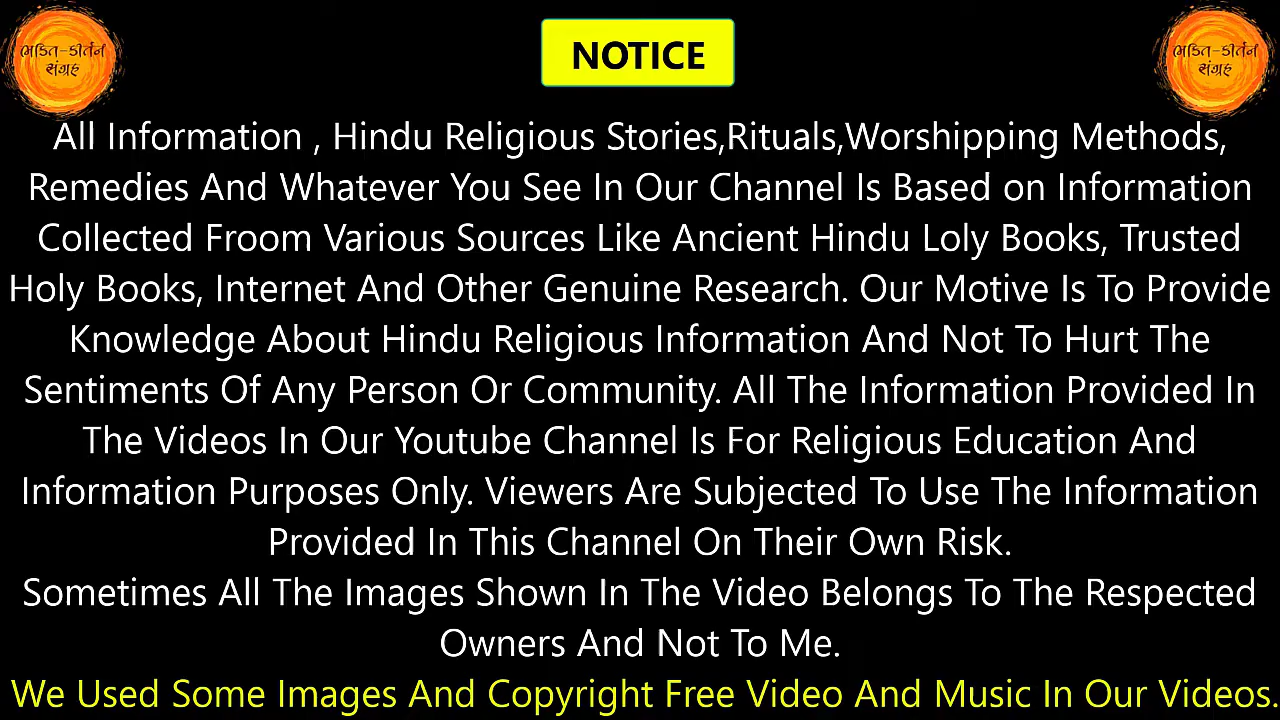 ભક્તિ-કીર્તન
સંગ્રહ
NOTICE
ભક્તિ-કીર્તન
સંગ્રહ
All Information , Hindu Religious Stories,Rituals,Worshipping Methods,
Remedies And Whatever You See In Our Channel Is Based on Information
Collected Froom Various Sources Like Ancient Hindu Loly Books, Trusted
Holy Books, Internet And Other Genuine Research. Our Motive Is To Provide
Knowledge About Hindu Religious Information And Not To Hurt The
Sentiments Of Any Person Or Community. All The Information Provided In
The Videos In Our Youtube Channel Is For Religious Education And
Information Purposes Only. Viewers Are Subjected To Use The Information
Provided In This Channel On Their Own Risk.
Sometimes All The Images Shown In The Video Belongs To The Respected
Owners And Not To Me.
We Used Some Images And Copyright Free Video And Music In Our Videos.